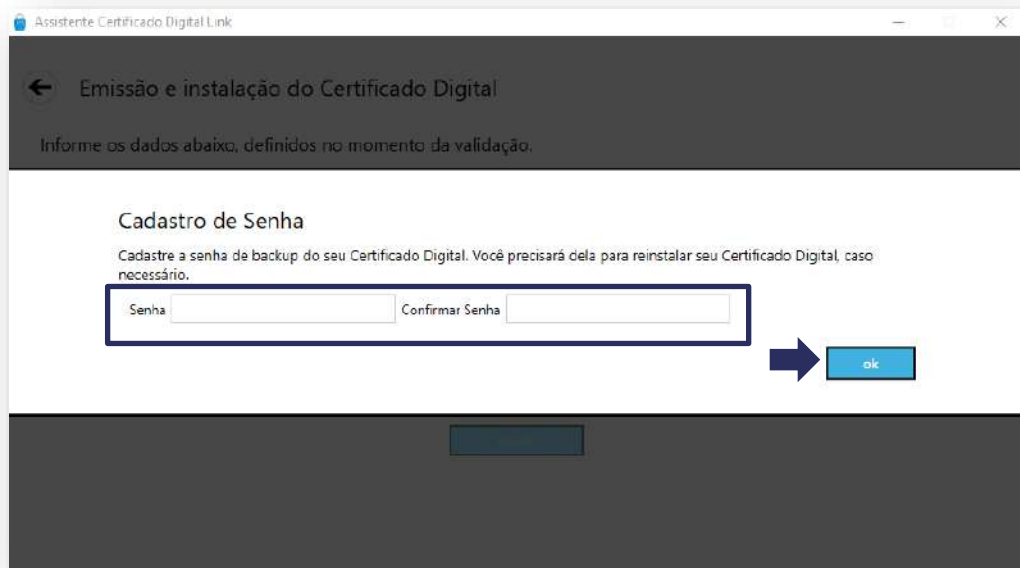 Assistente Certificado Digital Link
Emissão e instalação do Certificado Digital
Informe os dados abaixo, definidos no momento da validação.
Cadastro de Senha
Cadastre a senha de backup do seu Certificado Digital. Você precisará dela para reinstalar seu Certificado Digital, caso
necessário.
Senha Confirmar Senha
ok